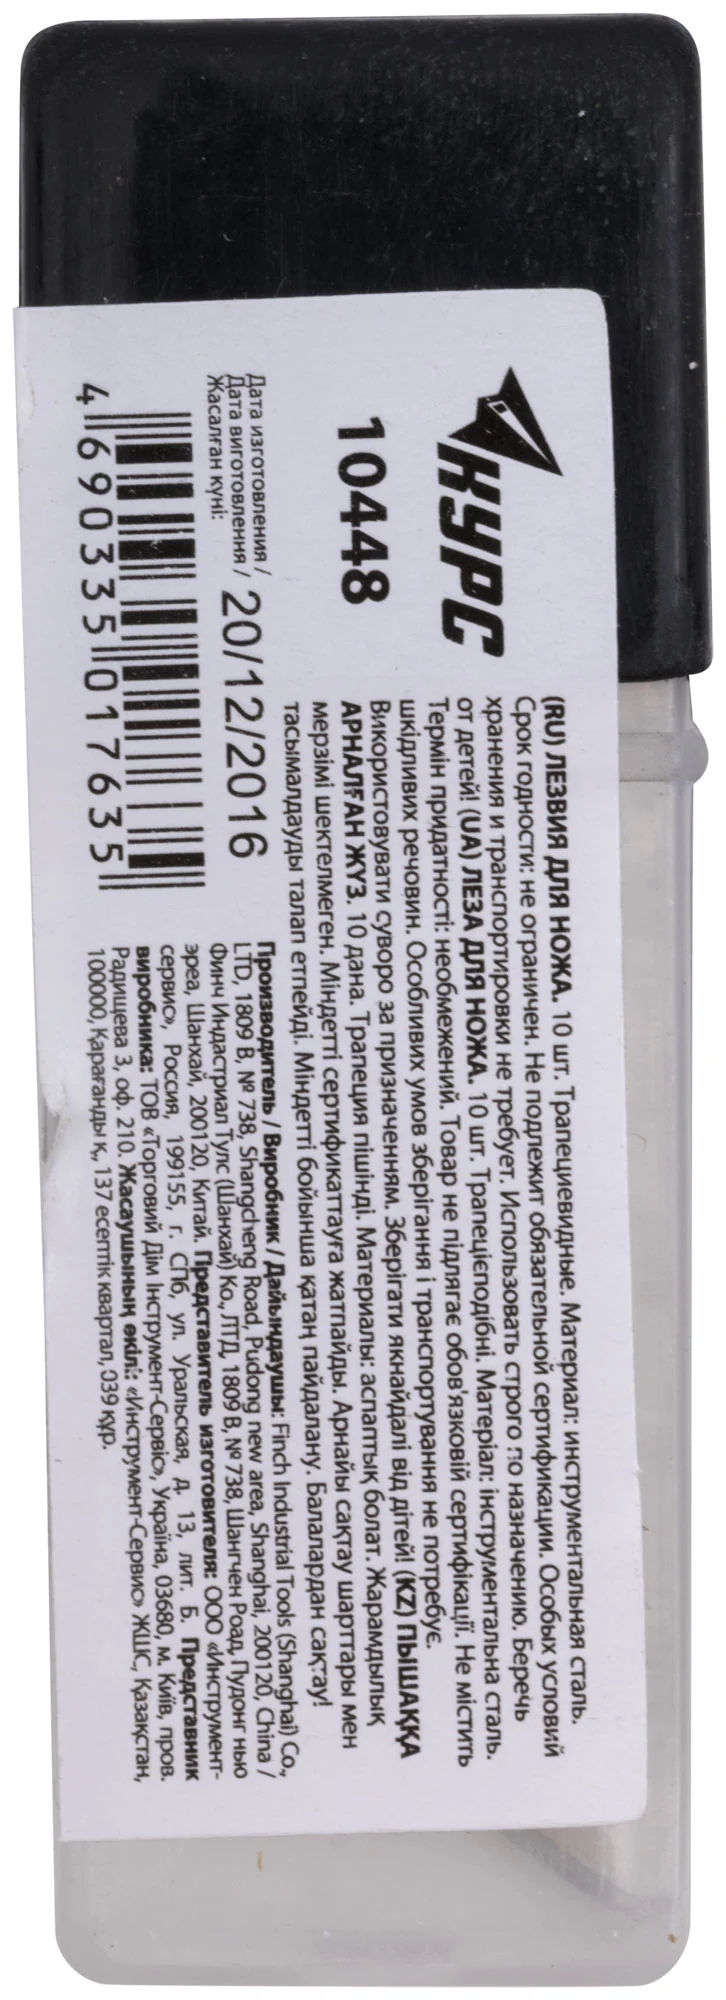 КУРС
10448
Дата изготовления /
Дата виготовлення /
Жасалған күні:
20/12/2016
4 690335 017635
(RU) ЛЕЗВИЯ ДЛЯ НОЖА. 10 шт. Трапециевидные. Материал: инструментальная сталь.
Срок годности: не ограничен. Не подлежит обязательной сертификации. Особых условий
хранения и транспортировки не требует. Использовать строго по назначению. Беречь
от детей! (UA) ЛЕЗА ДЛЯ НОЖА. 10 шт. Трапецієподібні. Матеріал: інструментальна сталь.
Термін придатності: необмежений. Товар не підлягає обов'язковій сертифікації. Не містить
шкідливих речовин. Особливих умов зберігання і транспортування не потребує.
Використовувати суворо за призначенням. Зберігати якнайдалі від дітей! (KZ) ПЫШАҚҚА
АРНАЛҒАН ЖҮЗ. 10 дана. Трапеция пішінді. Материалы: аспаптық болат. Жарамдылық
мерзімі шектелмеген. Міндетті сертификаттауға жатпайды. Арнайы сақтау шарттары мен
тасымалдауды талап етпейді. Міндетті бойынша қатаң пайдалану. Балалардан сақтау!
Производитель / Виробник / Дайындаушы: Finch Industrial Tools (Shanghai) Co.,
LTD, 1809 B, № 738, Shangcheng Road, Pudong new area, Shanghai, 200120, China /
Финч Индастриал Тулс (Шанхай) Ко., ЛТД, 1809 В, № 738, Шангчен Роад, Пудонг нью
эреа, Шанхай, 200120, Китай. Представитель изготовителя: ООО «Инструмент-
сервис», Россия, 199155, г. СПб, ул. Уральская, д. 13, лит. Б. Представник
виробника: ТОВ «Торговий Дім Інструмент-Сервіс», Україна, 03680, м. Київ, пров.
Радищева 3, оф. 210. Жасаушының өкілі: «Инструмент-Сервис» ЖШС, Қазақстан,
100000, Қарағанды қ., 137 есептік квартал, 039 құр.